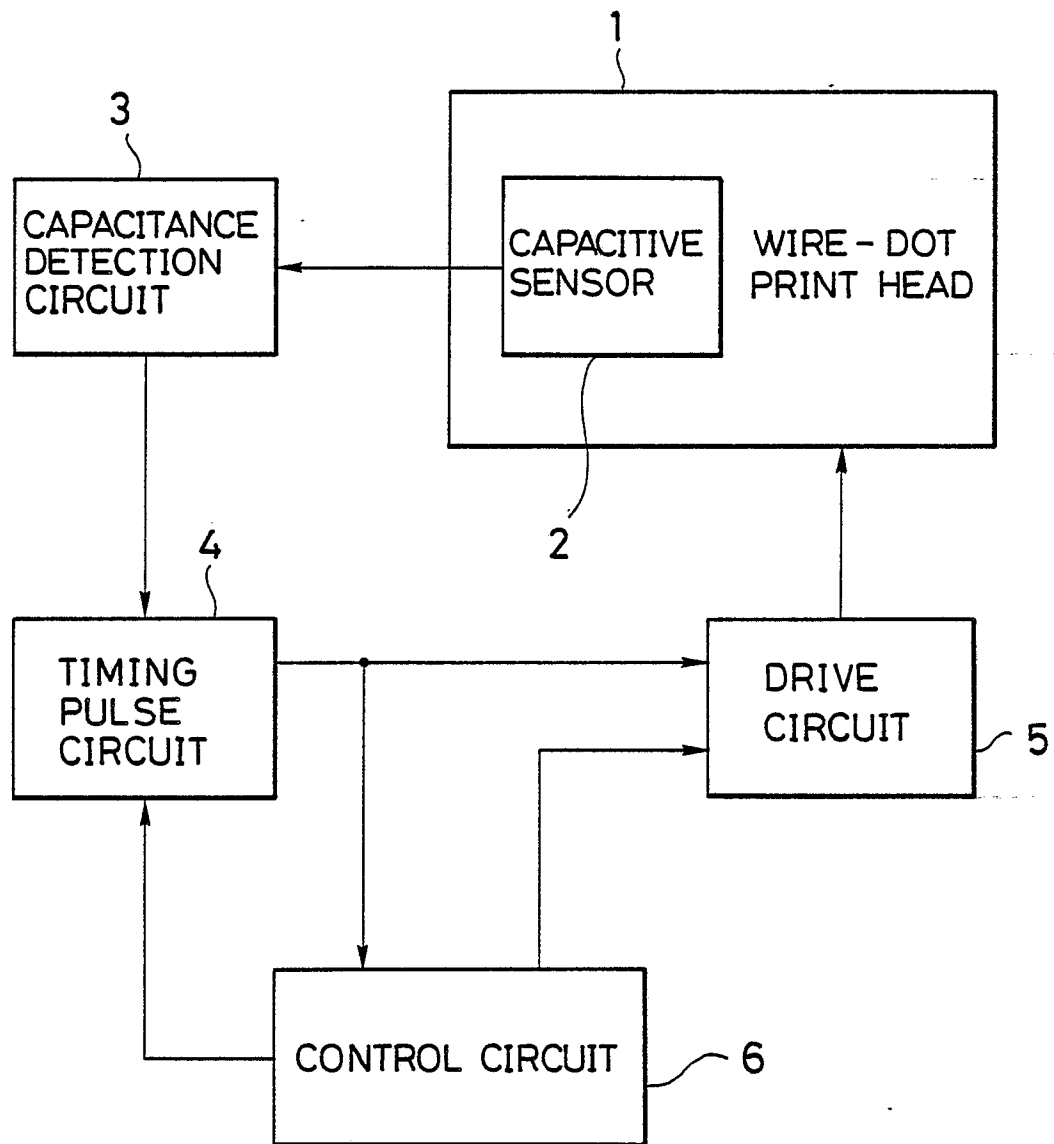 1
3
CAPACITANCE
DETECTION
CIRCUIT
CAPACITIVE
SENSOR
WIRE-DOT
PRINT HEAD
2
4
TIMING
PULSE
CIRCUIT
DRIVE
CIRCUIT
5
CONTROL CIRCUIT
6